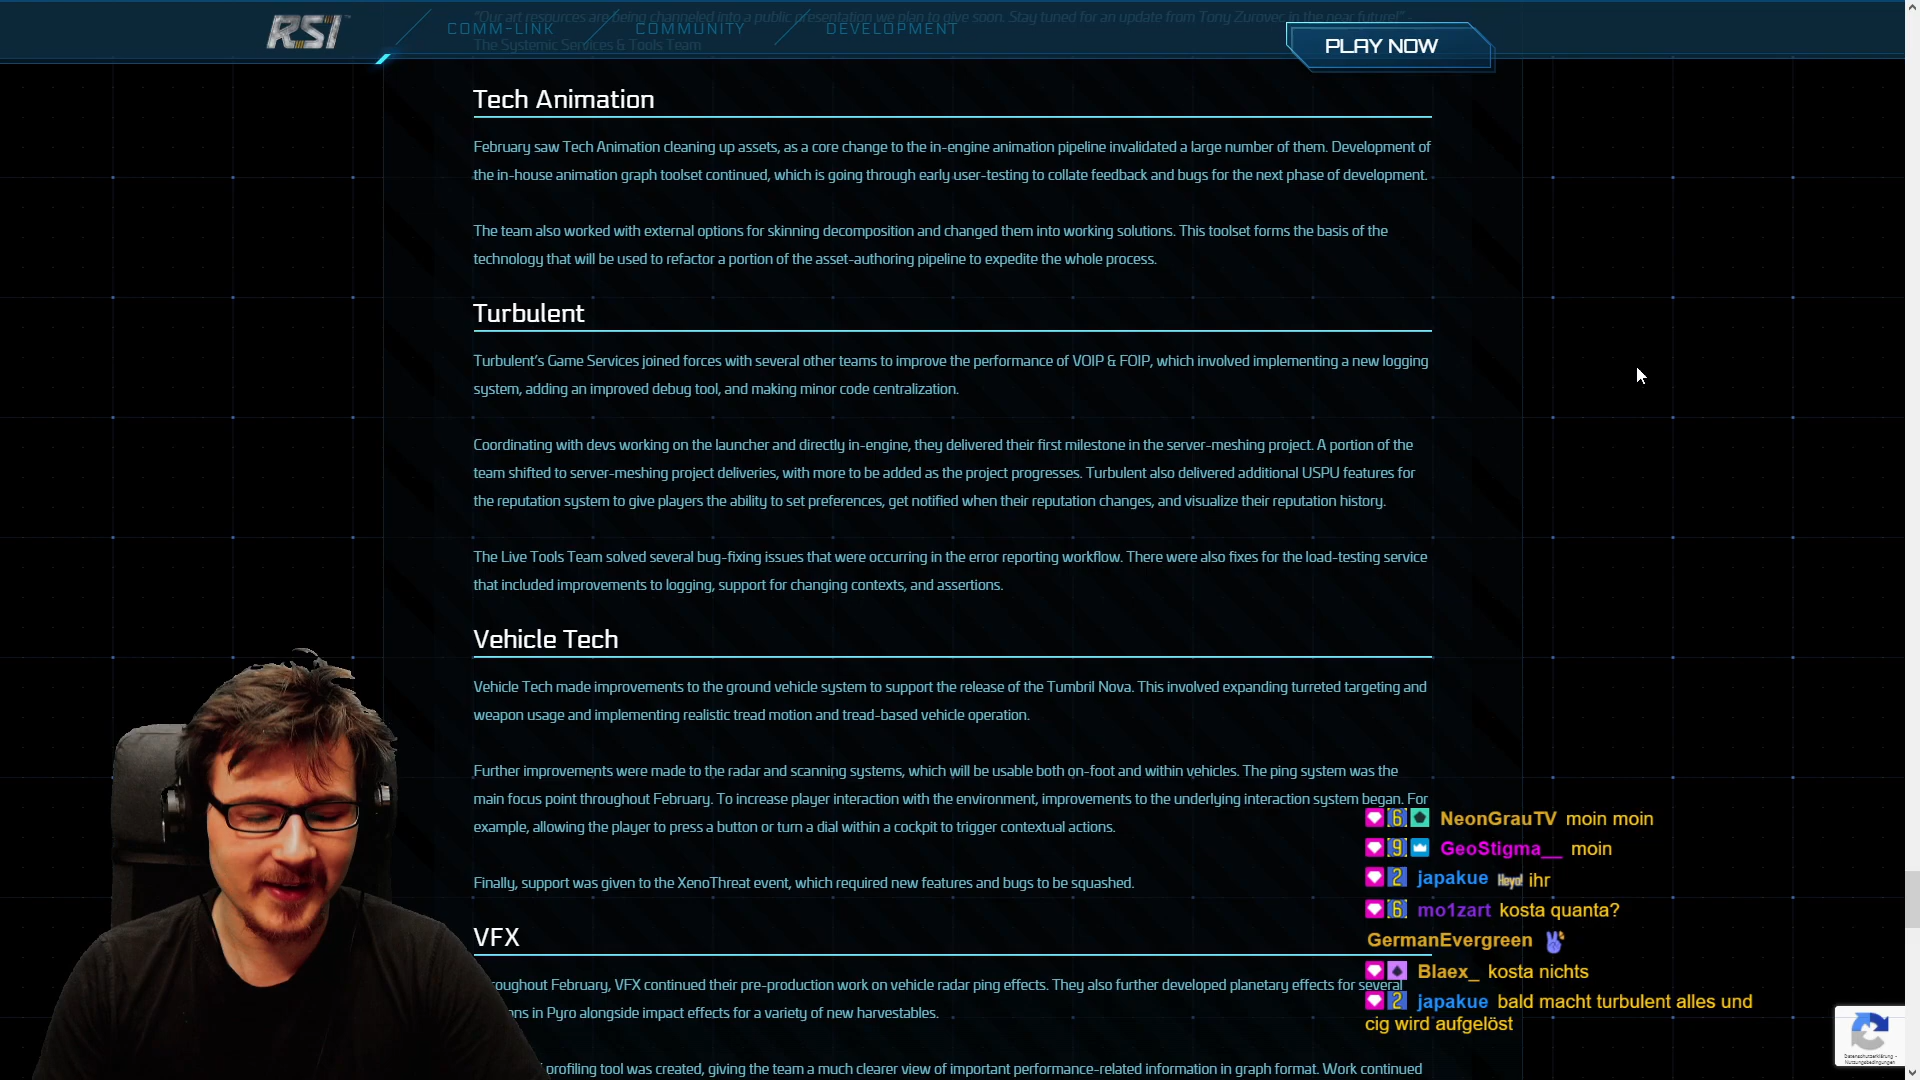 "Our art resources are being channeled into a public presentation we plan to give soon. Stay tuned for an update from Tony Zurovec in the near future!" -
RSI
COMM-LINK
COMMUNITY
DEVELOPMENT
PLAY NOW
The Systemic Services & Tools Team
Tech Animation
February saw Tech Animation cleaning up assets, as a core change to the in-engine animation pipeline invalidated a large number of them. Development of
the in-house animation graph toolset continued, which is going through early user-testing to collate feedback and bugs for the next phase of development.
The team also worked with external options for skinning decomposition and changed them into working solutions. This toolset forms the basis of the
technology that will be used to refactor a portion of the asset-authoring pipeline to expedite the whole process.
Turbulent
Turbulent's Game Services joined forces with several other teams to improve the performance of VOIP & FOIP, which involved implementing a new logging
system, adding an improved debug tool, and making minor code centralization.
Coordinating with devs working on the launcher and directly in-engine, they delivered their first milestone in the server-meshing project. A portion of the
team shifted to server-meshing project deliveries, with more to be added as the project progresses. Turbulent also delivered additional USPU features for
the reputation system to give players the ability to set preferences, get notified when their reputation changes, and visualize their reputation history.
The Live Tools Team solved several bug-fixing issues that were occurring in the error reporting workflow. There were also fixes for the load-testing service
that included improvements to logging, support for changing contexts, and assertions.
Vehicle Tech
Vehicle Tech made improvements to the ground vehicle system to support the release of the Tumbril Nova. This involved expanding turreted targeting and
weapon usage and implementing realistic tread motion and tread-based vehicle operation.
Further improvements were made to the radar and scanning systems, which will be usable both on-foot and within vehicles. The ping system was the
main focus point throughout February. To increase player interaction with the environment, improvements to the underlying interaction system began. For
example, allowing the player to press a button or turn a dial within a cockpit to trigger contextual actions.
Finally, support was given to the XenoThreat event, which required new features and bugs to be squashed.
VFX
roughout February, VFX continued their pre-production work on vehicle radar ping effects. They also further developed planetary effects for several
ons in Pyro alongside impact effects for a variety of new harvestables.
profiling tool was created, giving the team a much clearer view of important performance-related information in graph format. Work continued
6 NeonGrauTV moin moin
9 GeoStigma__ moin
2 japakue Heyo! ihr
6 mo1zart kosta quanta?
GermanEvergreen
Blaex_ kosta nichts
2 japakue bald macht turbulent alles und
cig wird aufgelöst
Datenschutzerklärung -
Nutzungsbedingungen